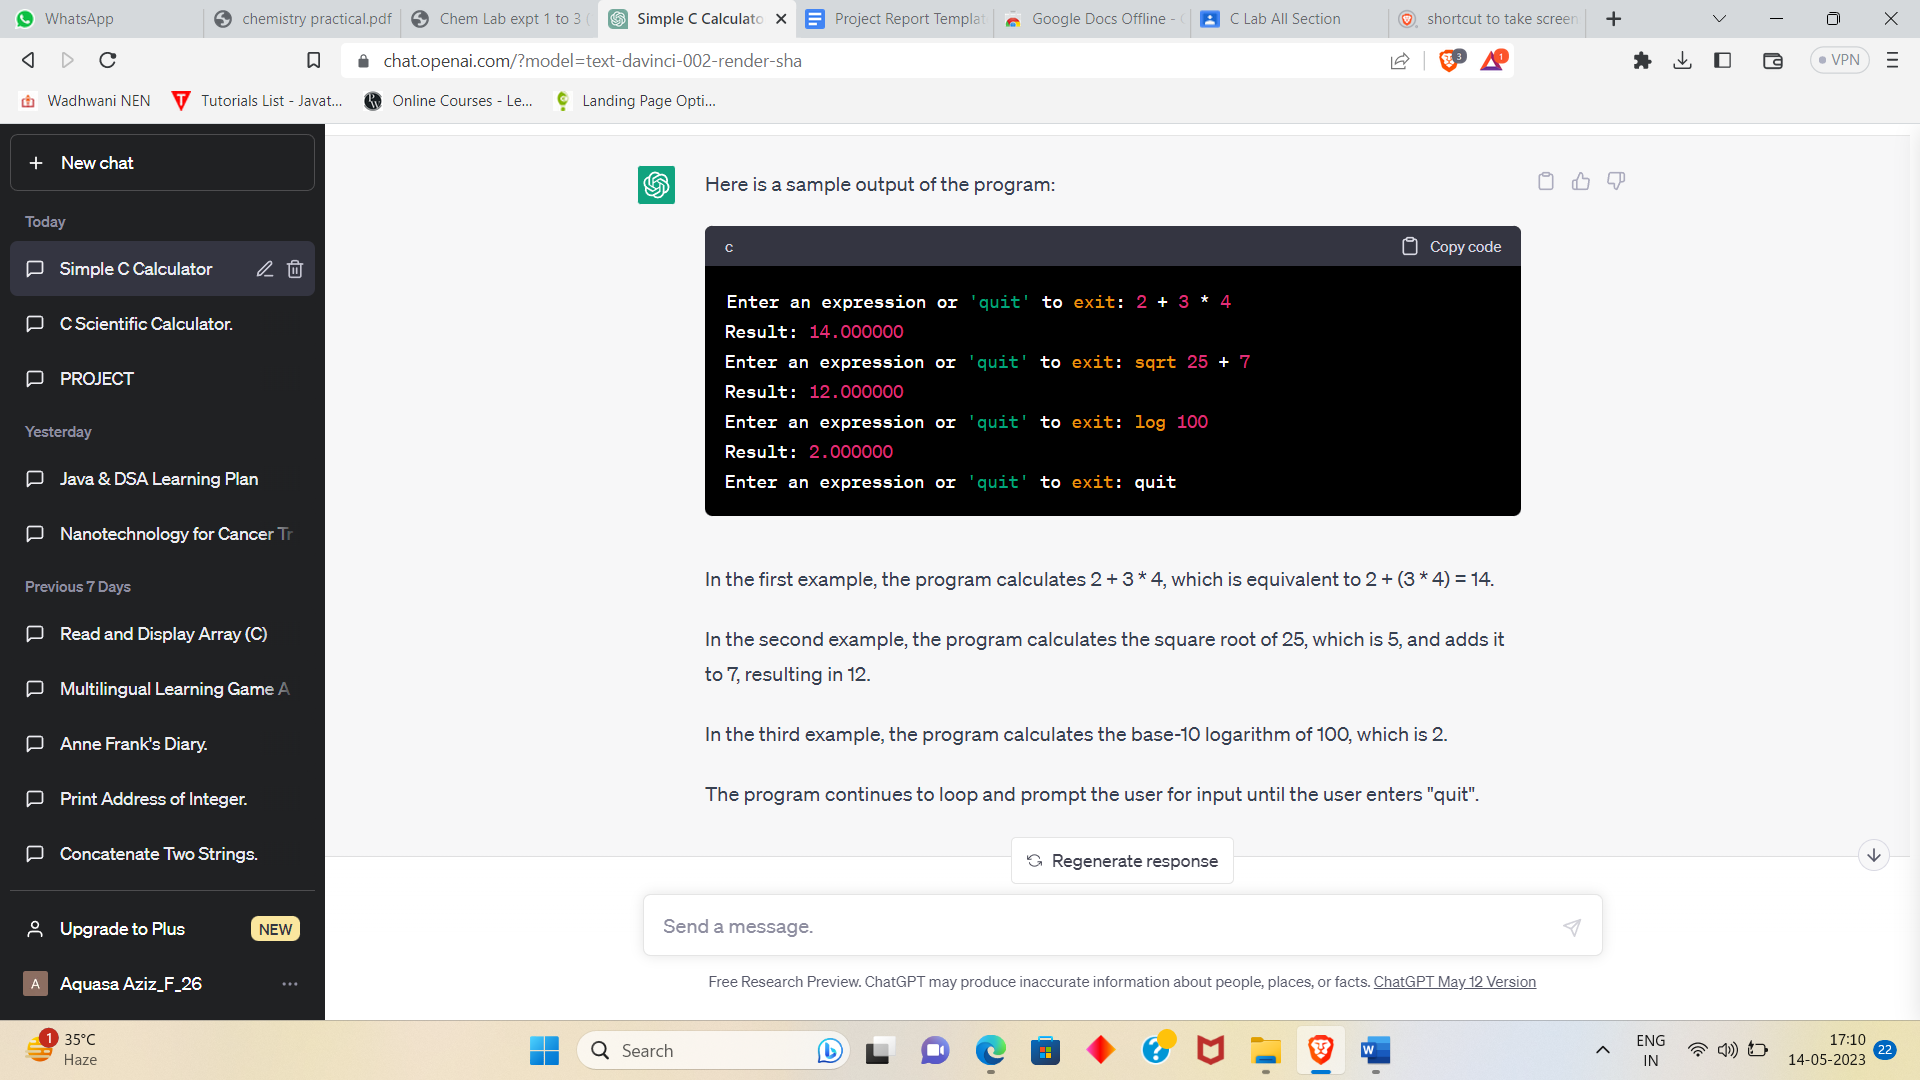 WhatsApp
chemistry practical.pdf
Chem Lab expt 1 to 3 (
Simple C Calculato
Project Report Templat
Google Docs Offline - C
C Lab All Section
shortcut to take screen
chat.openai.com/?model=text-davinci-002-render-sha
3
1
VPN
Wadhwani NEN
Tutorials List - Javat...
Online Courses - Le...
Landing Page Opti...
New chat
Today
Simple C Calculator
C Scientific Calculator.
PROJECT
Yesterday
Java & DSA Learning Plan
Nanotechnology for Cancer Tr
Previous 7 Days
Read and Display Array (C)
Multilingual Learning Game A
Anne Frank's Diary.
Print Address of Integer.
Concatenate Two Strings.
Upgrade to Plus NEW
A Aquasa Aziz_F_26
Here is a sample output of the program:
c Copy code
Enter an expression or 'quit' to exit: 2 + 3 * 4
Result: 14.000000
Enter an expression or 'quit' to exit: sqrt 25 + 7
Result: 12.000000
Enter an expression or 'quit' to exit: log 100
Result: 2.000000
Enter an expression or 'quit' to exit: quit
In the first example, the program calculates 2 + 3 * 4, which is equivalent to 2 + (3 * 4) = 14.
In the second example, the program calculates the square root of 25, which is 5, and adds it
to 7, resulting in 12.
In the third example, the program calculates the base-10 logarithm of 100, which is 2.
The program continues to loop and prompt the user for input until the user enters "quit".
Regenerate response
Send a message.
Free Research Preview. ChatGPT may produce inaccurate information about people, places, or facts. ChatGPT May 12 Version
1
35°C
Haze
Search
ENG
IN
17:10
14-05-2023
22